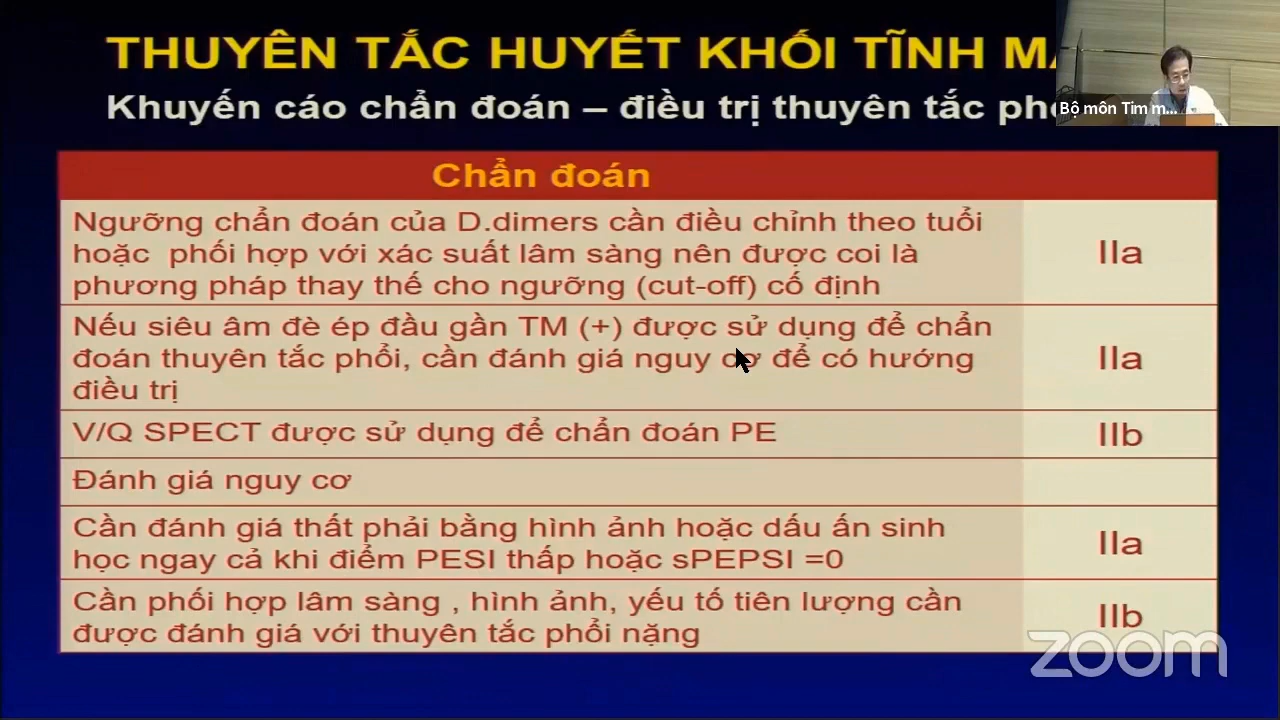 THUYÊN TẮC HUYẾT KHỐI TĨNH
Khuyến cáo chẩn đoán – điều trị thuyên tắc
Bộ môn Tim m...
Chẩn đoán
Ngưỡng chẩn đoán của D.dimers cần điều chỉnh theo tuổi
hoặc phối hợp với xác suất lâm sàng nên được coi là
phương pháp thay thế cho ngưỡng (cut-off) cố định
IIa
Nếu siêu âm đè ép đầu gần TM (+) được sử dụng để chẩn
đoán thuyên tắc phổi, cần đánh giá nguy cơ để có hướng
điều trị
IIa
V/Q SPECT được sử dụng để chẩn đoán PE
IIb
Đánh giá nguy cơ
Cần đánh giá thất phải bằng hình ảnh hoặc dấu ấn sinh
học ngay cả khi điểm PESI thấp hoặc sPEPSI =0
IIa
Cần phối hợp lâm sàng , hình ảnh, yếu tố tiên lượng cần
được đánh giá với thuyên tắc phổi nặng
IIb
zoom